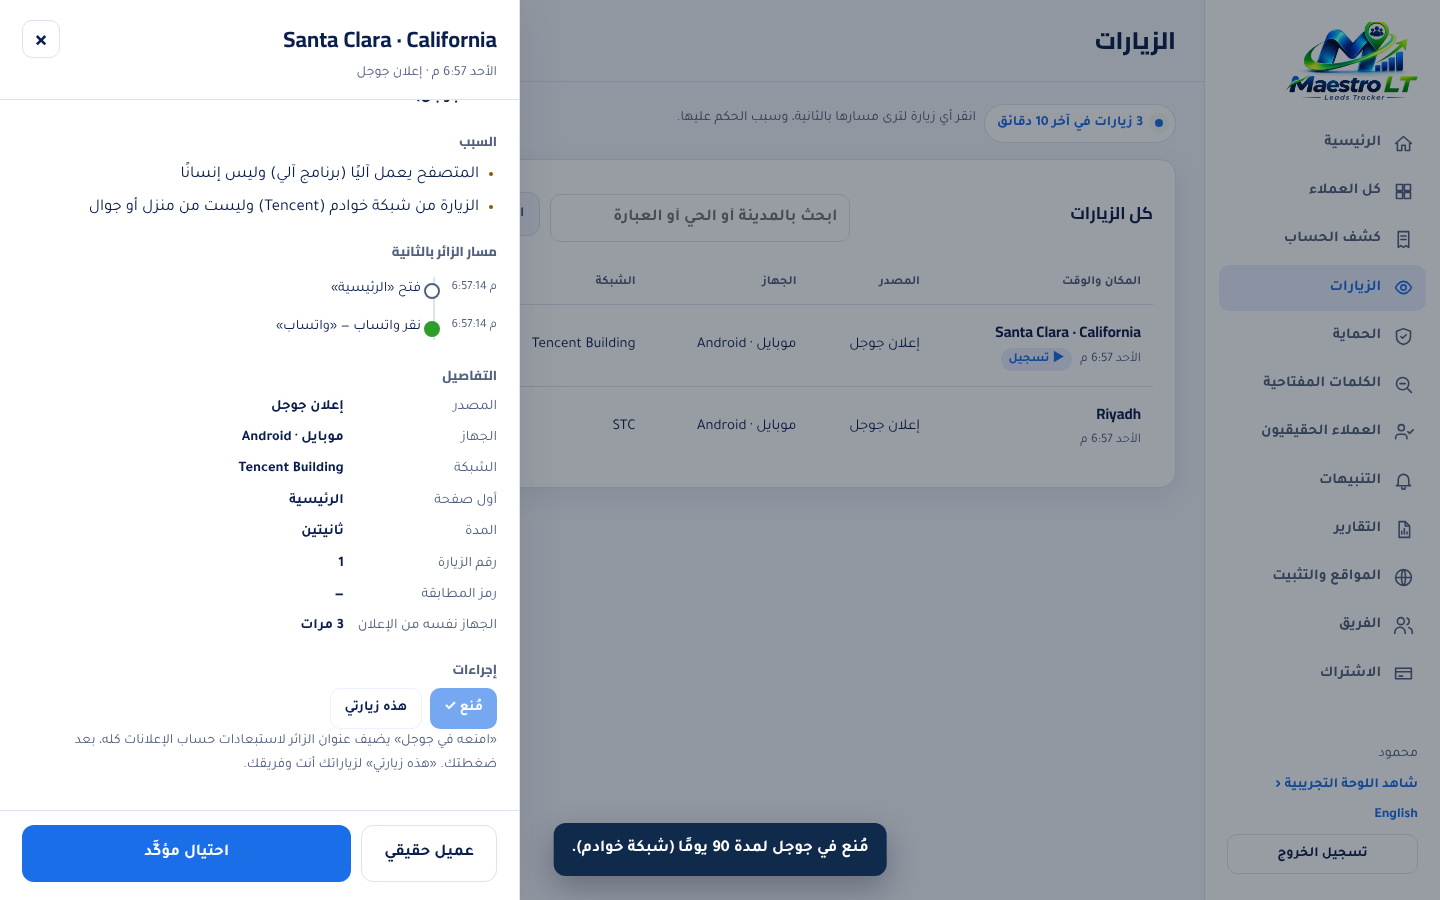 Maestro LT
Leads Tracker
الرئيسية
كل العملاء
كشف الحساب
الزيارات
الحماية
الكلمات المفتاحية
العملاء الحقيقيون
التنبيهات
التقارير
المواقع والتثبيت
الفريق
الاشتراك
محمود
شاهد اللوحة التجريبية ›
English
تسجيل الخروج
الزيارات
3 زيارات في آخر 10 دقائق
انقر أي زيارة لترى مسارها بالثانية، وسبب الحكم عليها.
كل الزيارات
ابحث بالمدينة أو الحي أو العبارة
المكان والوقت
المصدر
الجهاز
الشبكة
Santa Clara · California
الأحد 6:57 م
▶ تسجيل
إعلان جوجل
موبايل · Android
Tencent Building
Riyadh
الأحد 6:57 م
إعلان جوجل
موبايل · Android
STC
مُنع في جوجل لمدة 90 يومًا (شبكة خوادم).
Santa Clara · California
×
الأحد 6:57 م · إعلان جوجل
السبب
• المتصفح يعمل آليًا (برنامج آلي) وليس إنسانًا
• الزيارة من شبكة خوادم (Tencent) وليست من منزل أو جوال
مسار الزائر بالثانية
6:57:14 م فتح «الرئيسية»
6:57:14 م نقر واتساب – «واتساب»
التفاصيل
المصدر إعلان جوجل
الجهاز موبايل · Android
الشبكة Tencent Building
أول صفحة الرئيسية
المدة ثانيتين
رقم الزيارة 1
رمز المطابقة –
الجهاز نفسه من الإعلان 3 مرات
إجراءات
مُنع ✓
هذه زيارتي
«امنعه في جوجل» يضيف عنوان الزائر لاستبعادات حساب الإعلانات كله، بعد
ضغطتك. «هذه زيارتي» لزياراتك أنت وفريقك.
عميل حقيقي
احتيال مؤكَّد